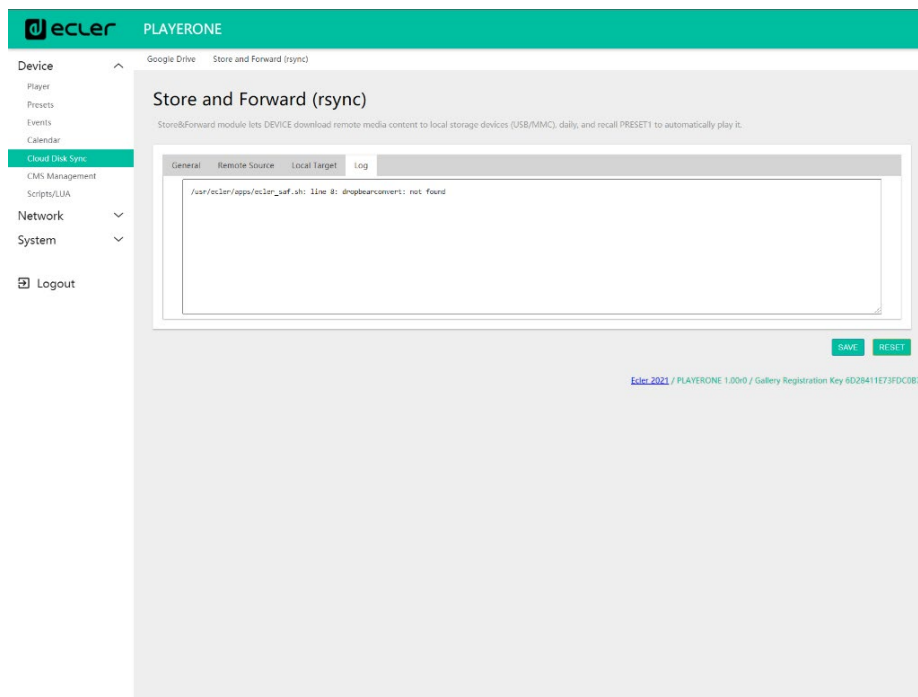 ecler
PLAYERONE
Device
Player
Presets
Events
Calendar
Cloud Disk Sync
CMS Management
Scripts/LUA
Network
System
Logout
Google Drive Store and Forward (rsync)
Store and Forward (rsync)
Store&Forward module lets DEVICE download remote media content to local storage devices (USB/MMC), daily, and recall PRESET1 to automatically play it.
General Remote Source Local Target Log
/usr/ecler/apps/ecler_saf.sh: line 8: dropbearconvert: not found
SAVE RESET
Ecler 2021 / PLAYERONE 1.00r0 / Gallery Registration Key